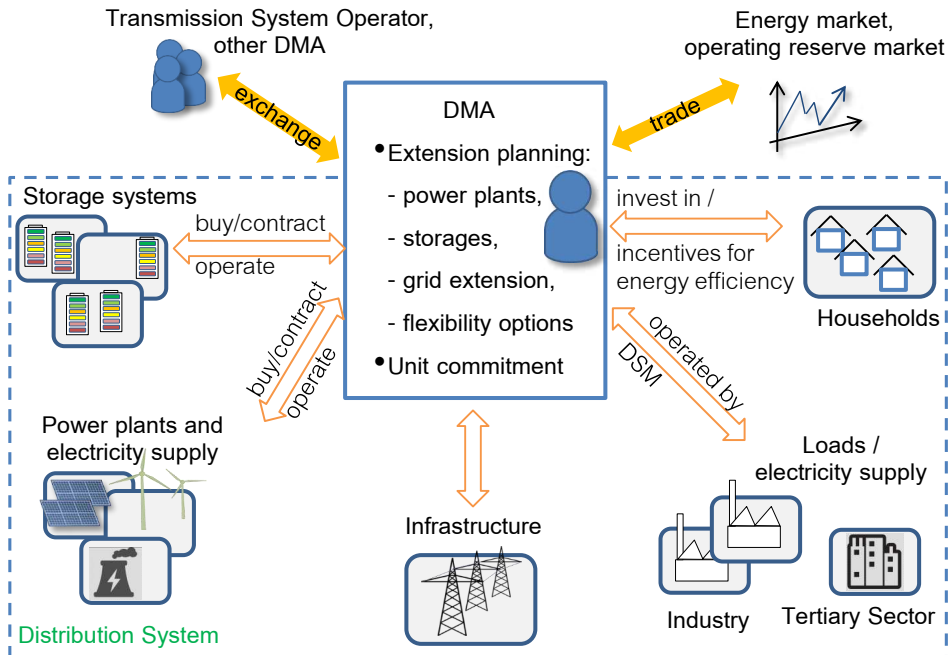 Transmission System Operator,
other DMA
Energy market,
operating reserve market
exchange
trade
DMA
•Extension planning:
- power plants,
- storages,
- grid extension,
- flexibility options
•Unit commitment
Storage systems
buy/contract
operate
invest in /
incentives for
energy efficiency
Households
buy/contract
operate
operated by
DSM
Power plants and
electricity supply
Loads /
electricity supply
Infrastructure
Industry
Tertiary Sector
Distribution System